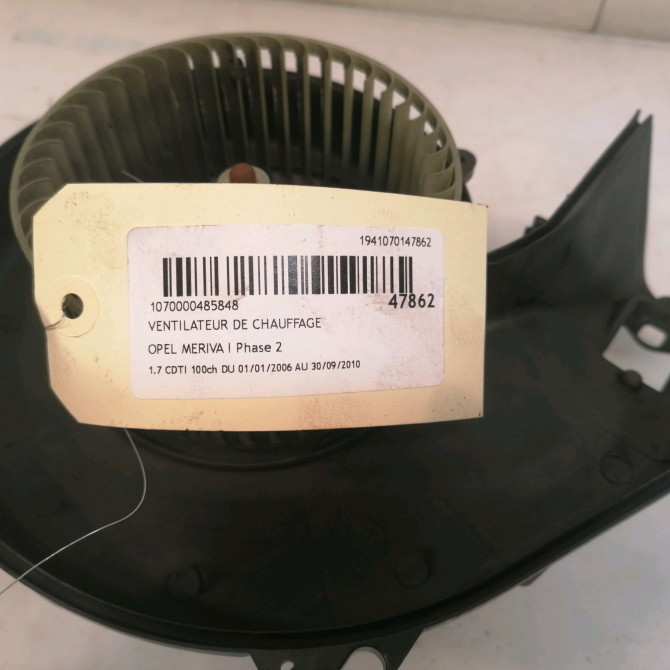 1941070147862
1070000485848
47862
VENTILATEUR DE CHAUFFAGE
OPEL MERIVA I Phase 2
1.7 CDTI 100ch DU 01/01/2006 AU 30/09/2010